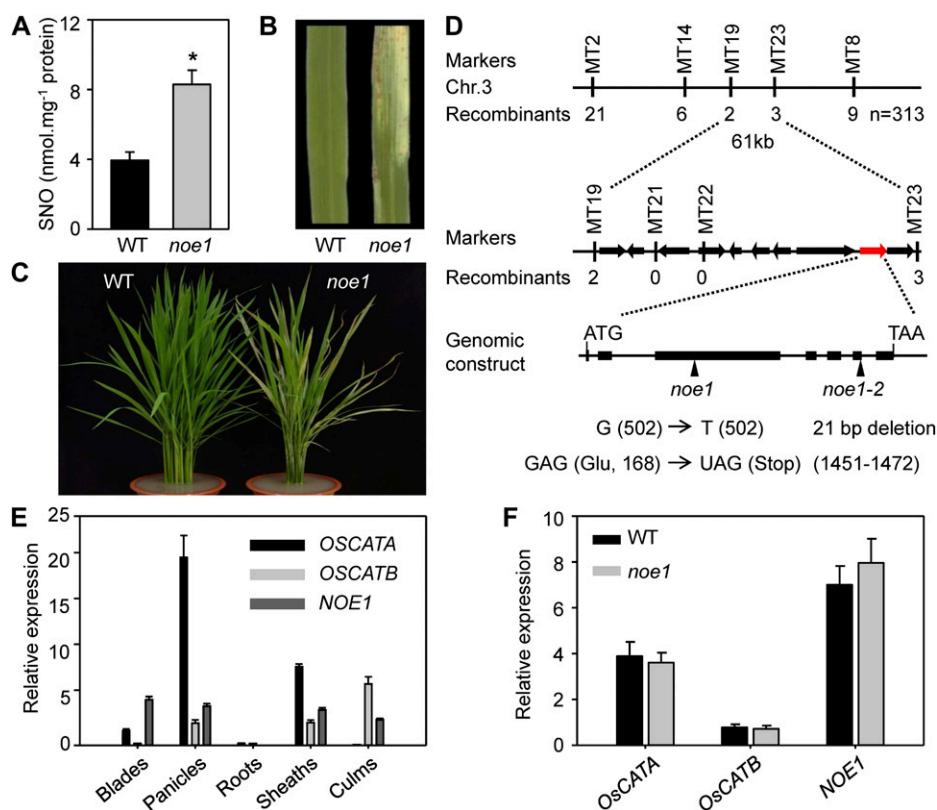 A
SNO (nmol.mg-1 protein)
12
8
4
0
*
WT noe1
B
WT noe1
C
WT noe1
D
Markers MT2 MT14 MT19 MT23 MT8
Chr.3
Recombinants 21 6 2 3 9 n=313
61kb
Markers MT19 MT21 MT22 MT23
Recombinants 2 0 0 3
ATG TAA
Genomic construct
noe1 noe1-2
G (502) → T (502) 21 bp deletion
GAG (Glu, 168) → UAG (Stop) (1451-1472)
E
Relative expression
25
20
15
10
5
0
OSCATA
OSCATB
NOE1
Blades Panicles Roots Sheaths Culms
F
Relative expression
10
8
6
4
2
0
WT
noe1
OsCATA OsCATB NOE1